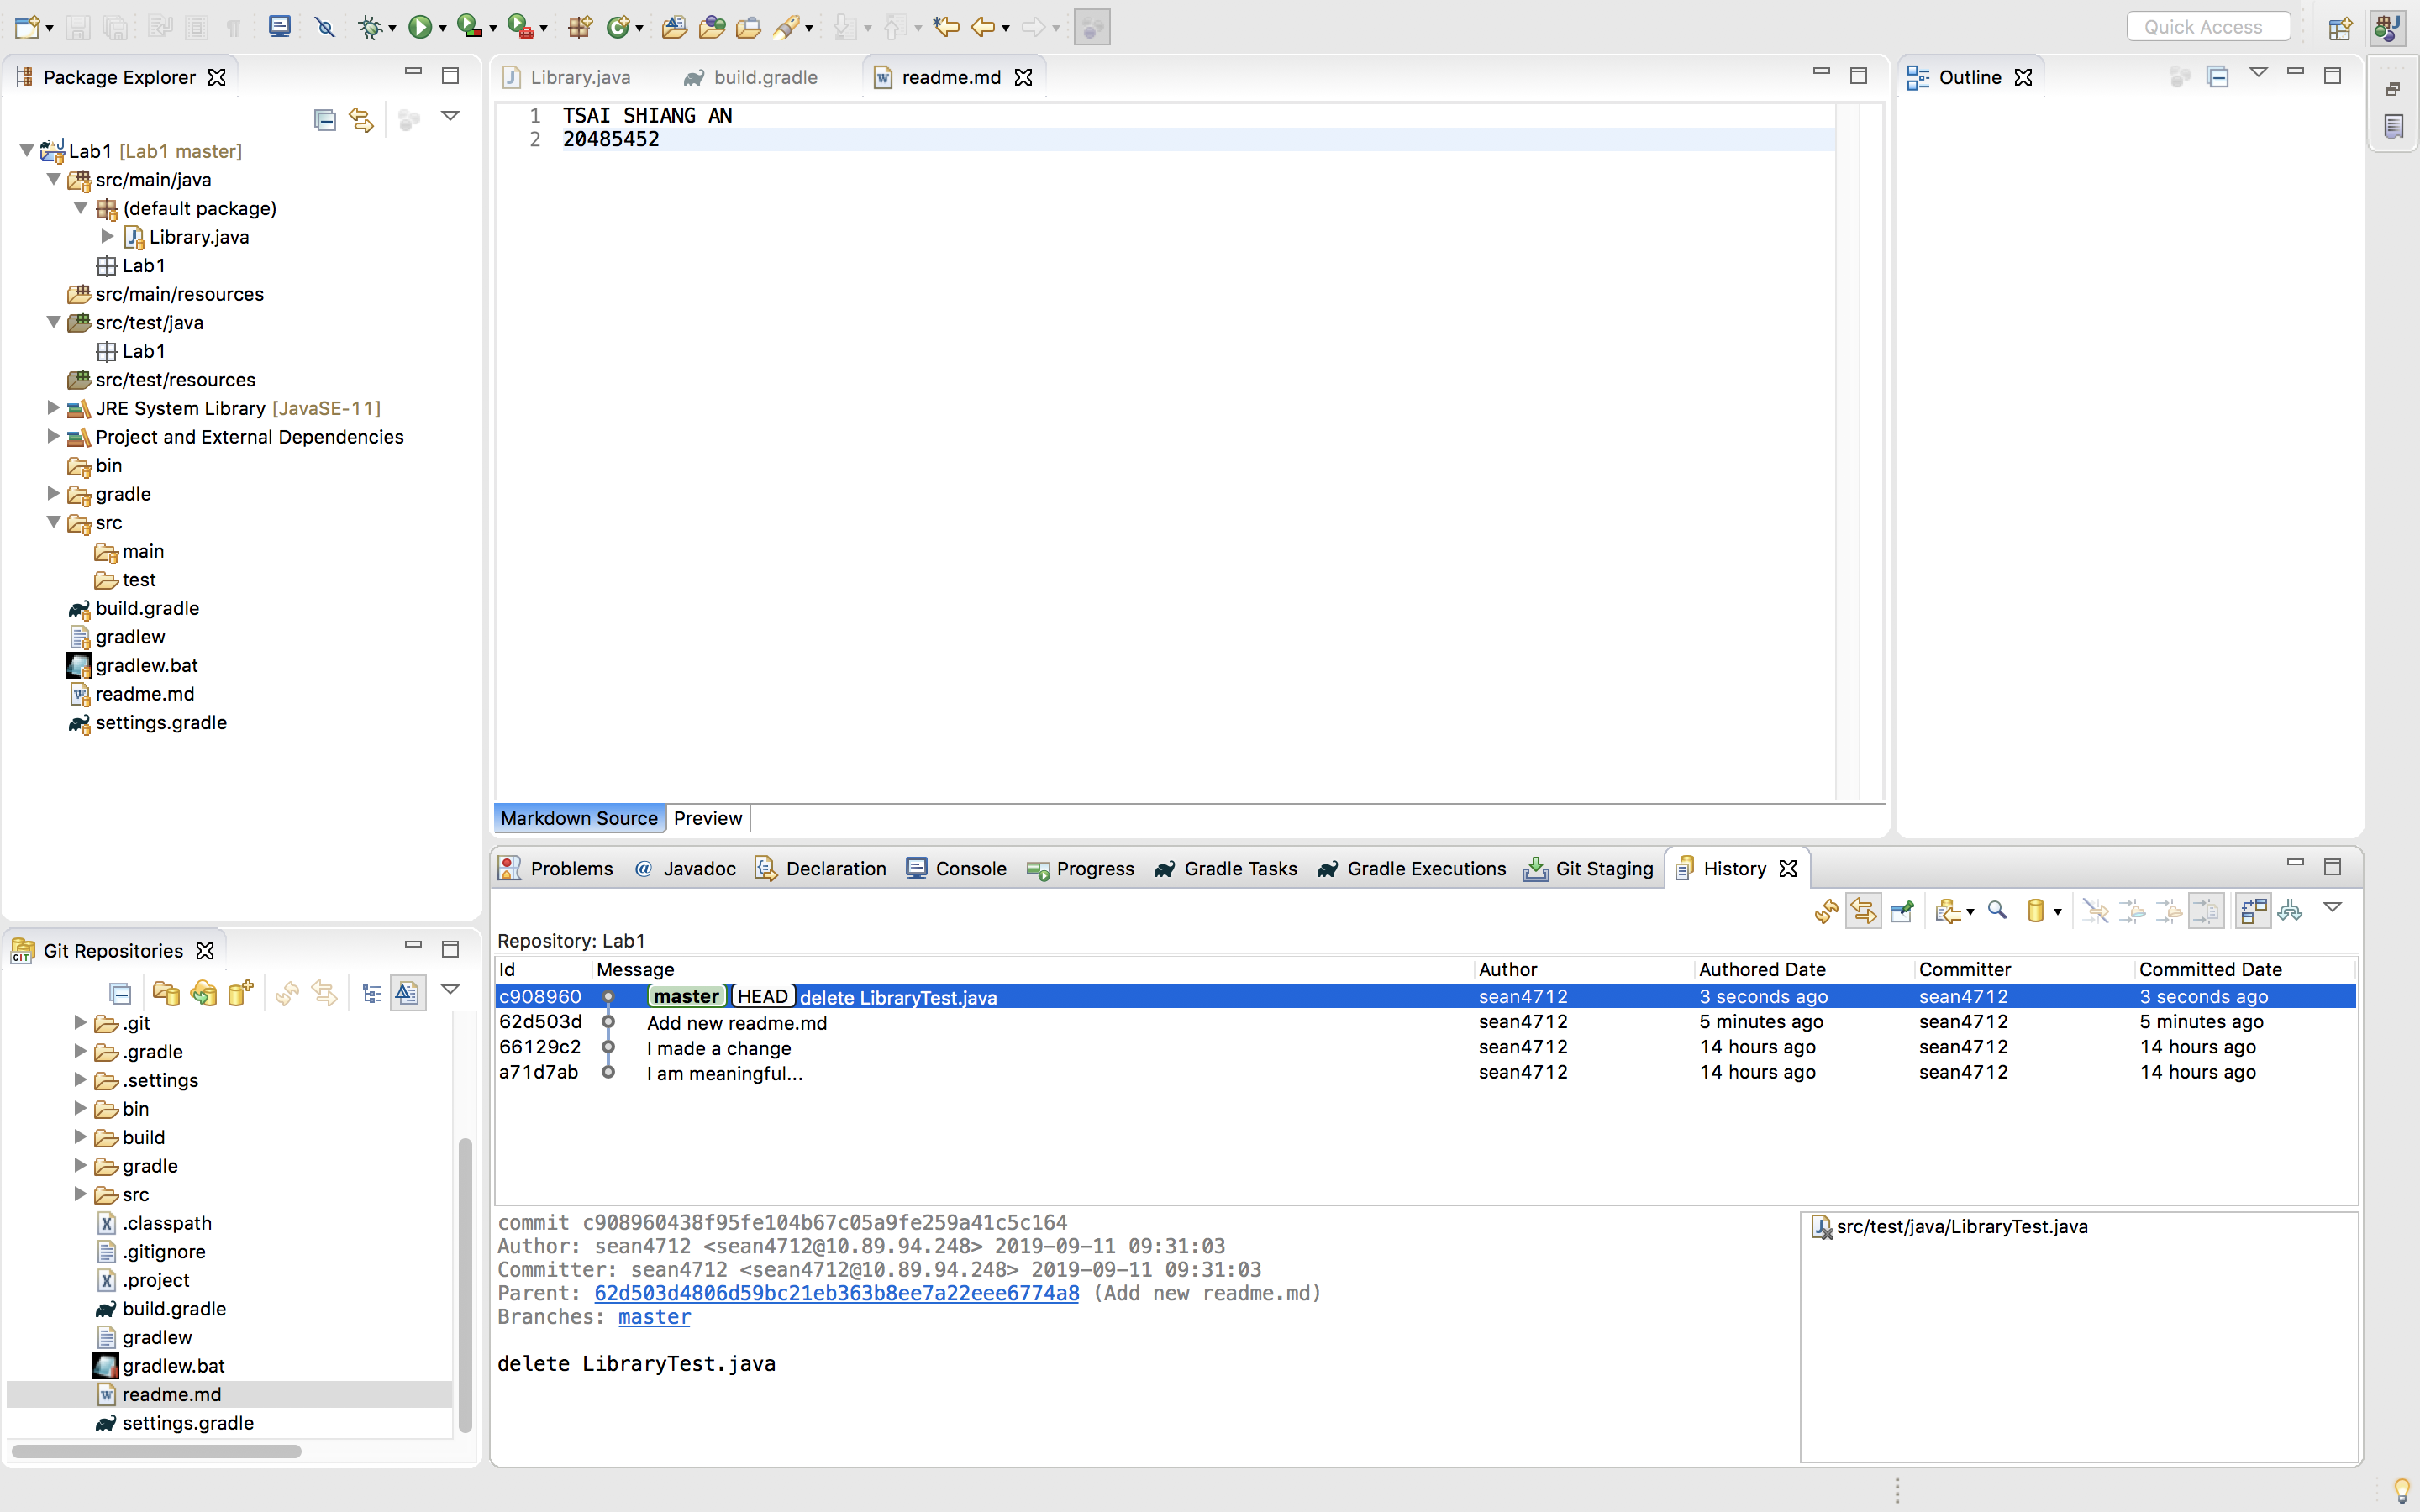 Quick Access
Package Explorer
Lab1 [Lab1 master]
src/main/java
(default package)
Library.java
Lab1
src/main/resources
src/test/java
Lab1
src/test/resources
JRE System Library [JavaSE-11]
Project and External Dependencies
bin
gradle
src
main
test
build.gradle
gradlew
gradlew.bat
readme.md
settings.gradle
Git Repositories
.git
.gradle
.settings
bin
build
gradle
src
.classpath
.gitignore
.project
build.gradle
gradlew
gradlew.bat
readme.md
settings.gradle
Library.java build.gradle readme.md
1 TSAI SHIANG AN
2 20485452
Markdown Source Preview
Outline
Problems Javadoc Declaration Console Progress Gradle Tasks Gradle Executions Git Staging History
Repository: Lab1
Id Message Author Authored Date Committer Committed Date
c908960 master HEAD delete LibraryTest.java sean4712 3 seconds ago sean4712 3 seconds ago
62d503d Add new readme.md sean4712 5 minutes ago sean4712 5 minutes ago
66129c2 I made a change sean4712 14 hours ago sean4712 14 hours ago
a71d7ab I am meaningful... sean4712 14 hours ago sean4712 14 hours ago
commit c908960438f95fe104b67c05a9fe259a41c5c164
Author: sean4712 <sean4712@10.89.94.248> 2019-09-11 09:31:03
Committer: sean4712 <sean4712@10.89.94.248> 2019-09-11 09:31:03
Parent: 62d503d4806d59bc21eb363b8ee7a22eee6774a8 (Add new readme.md)
Branches: master
delete LibraryTest.java
src/test/java/LibraryTest.java